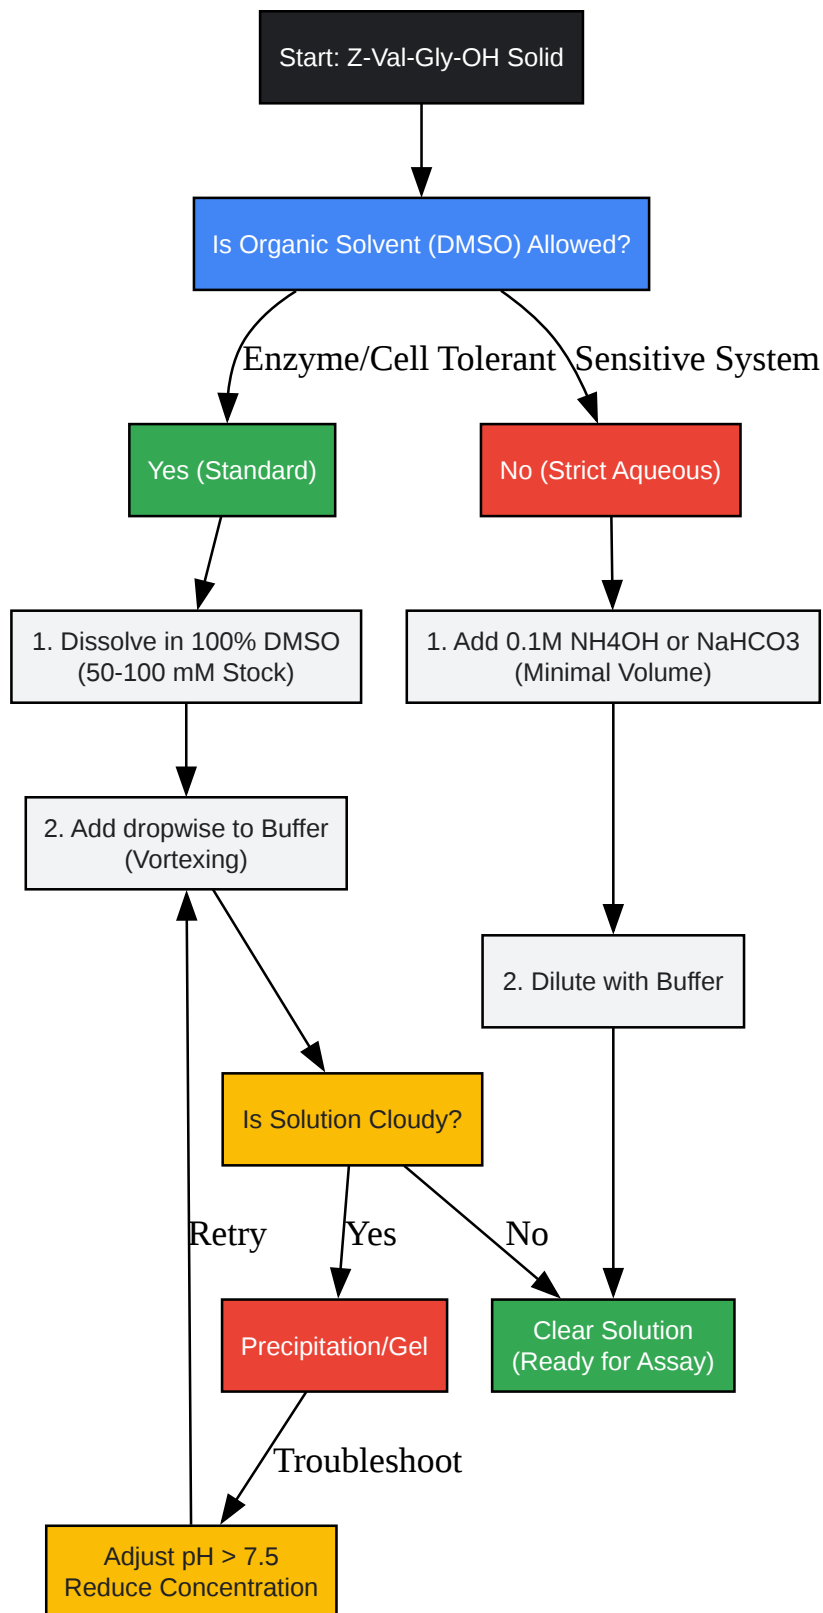 Start: Z-Val-Gly-OH Solid
Is Organic Solvent (DMSO) Allowed?
Enzyme/Cell Tolerant
Sensitive System
Yes (Standard)
No (Strict Aqueous)
1. Dissolve in 100% DMSO
(50-100 mM Stock)
1. Add 0.1M NH4OH or NaHCO3
(Minimal Volume)
2. Add dropwise to Buffer
(Vortexing)
2. Dilute with Buffer
Is Solution Cloudy?
Retry
Yes
No
Precipitation/Gel
Clear Solution
(Ready for Assay)
Troubleshoot
Adjust pH > 7.5
Reduce Concentration